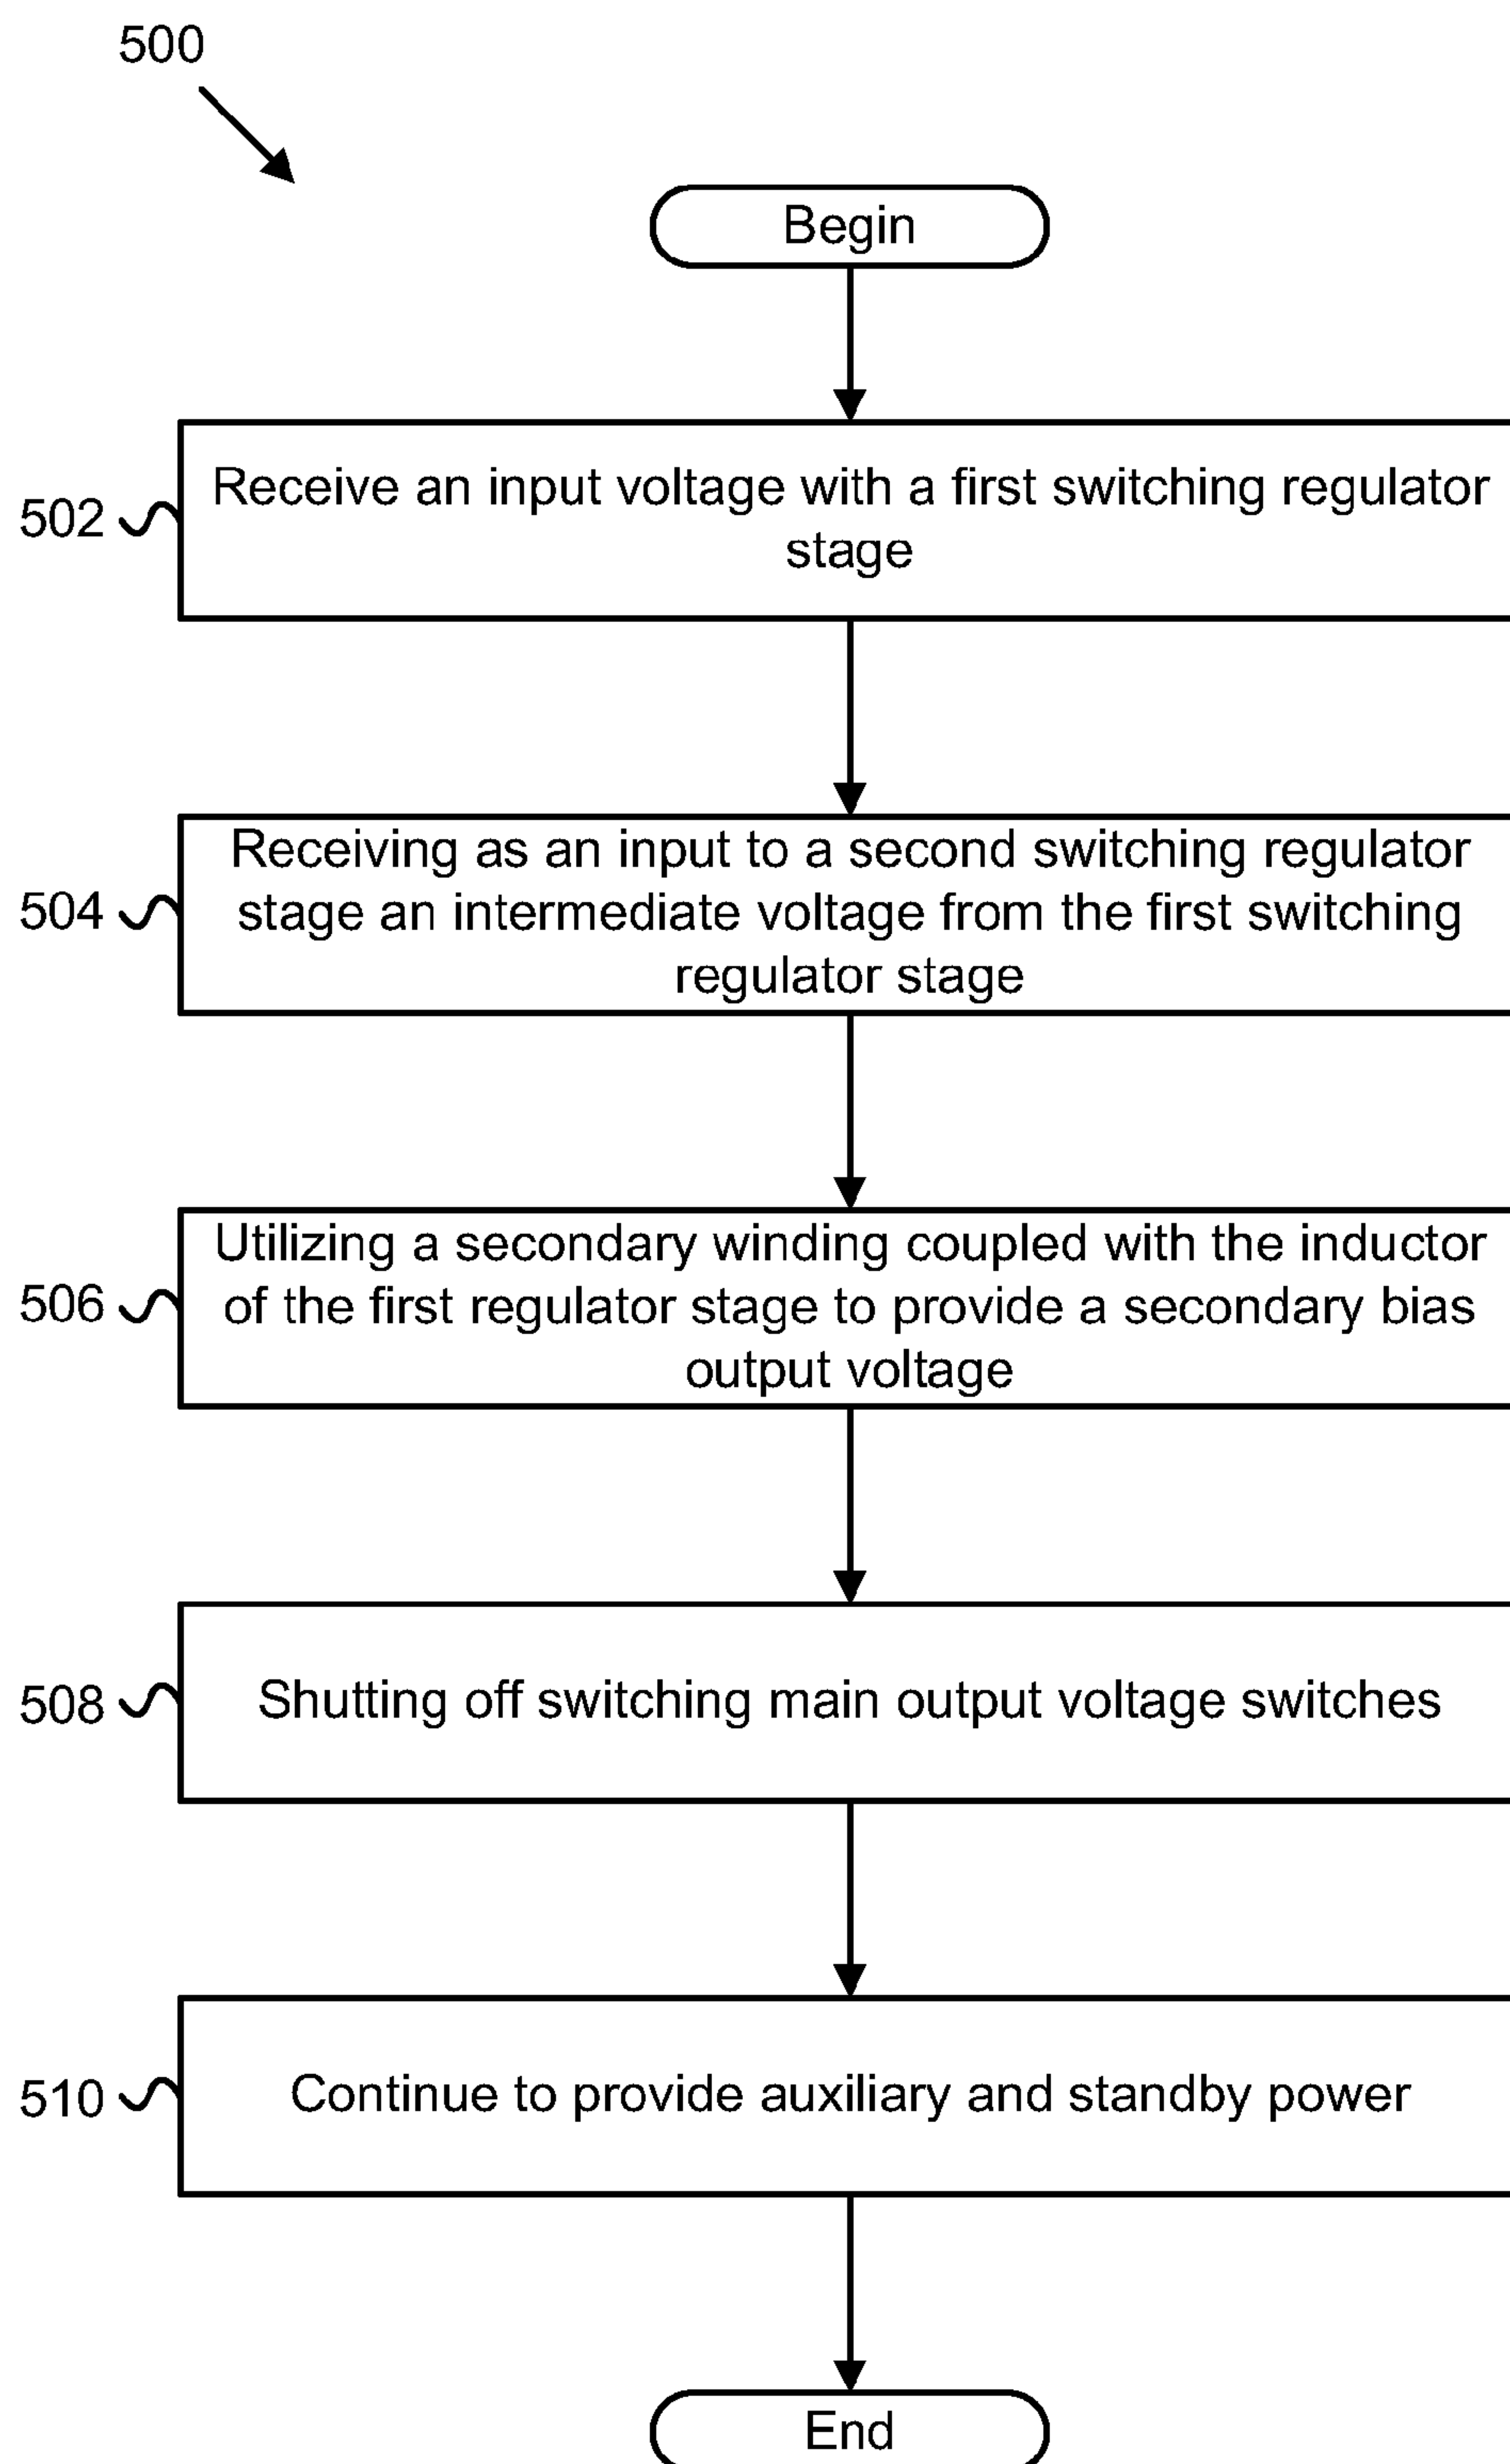 500
Begin
502
Receive an input voltage with a first switching regulator
stage
504
Receiving as an input to a second switching regulator
stage an intermediate voltage from the first switching
regulator stage
506
Utilizing a secondary winding coupled with the inductor
of the first regulator stage to provide a secondary bias
output voltage
508
Shutting off switching main output voltage switches
510
Continue to provide auxiliary and standby power
End